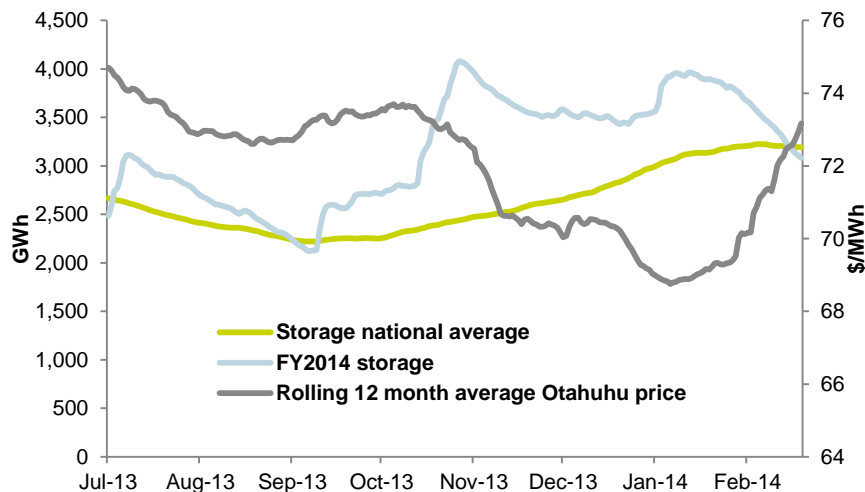 4,500
4,000
3,500
3,000
2,500
2,000
1,500
1,000
500
0
GWh
76
74
72
70
68
66
64
$/MWh
Storage national average
FY2014 storage
Rolling 12 month average Otahuhu price
Jul-13 Aug-13 Sep-13 Oct-13 Nov-13 Dec-13 Jan-14 Feb-14